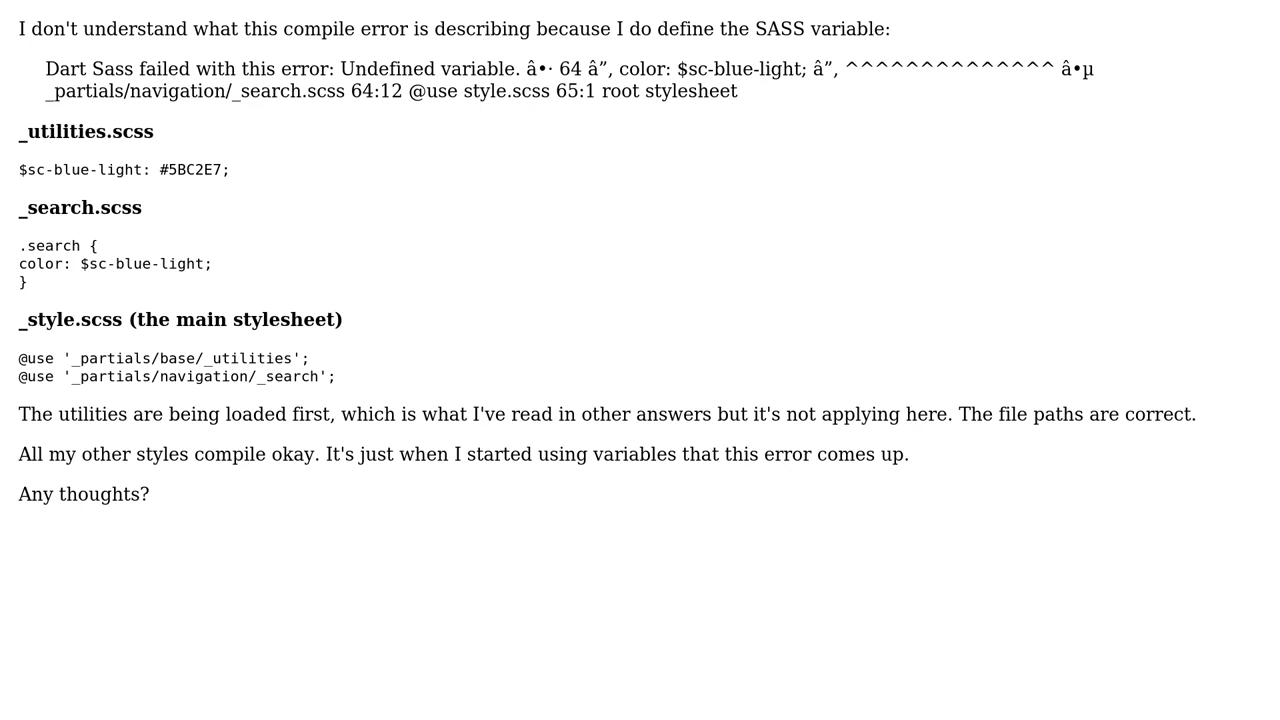 I don't understand what this compile error is describing because I do define the SASS variable:
Dart Sass failed with this error: Undefined variable. â•· 64 â”‚ color: $sc-blue-light; â”‚ ^^^^^^^^^^^^^^ â•µ
_partials/navigation/_search.scss 64:12 @use style.scss 65:1 root stylesheet
_utilities.scss
$sc-blue-light: #5BC2E7;
_search.scss
.search {
color: $sc-blue-light;
}
_style.scss (the main stylesheet)
@use '_partials/base/_utilities';
@use '_partials/navigation/_search';
The utilities are being loaded first, which is what I've read in other answers but it's not applying here. The file paths are correct.
All my other styles compile okay. It's just when I started using variables that this error comes up.
Any thoughts?